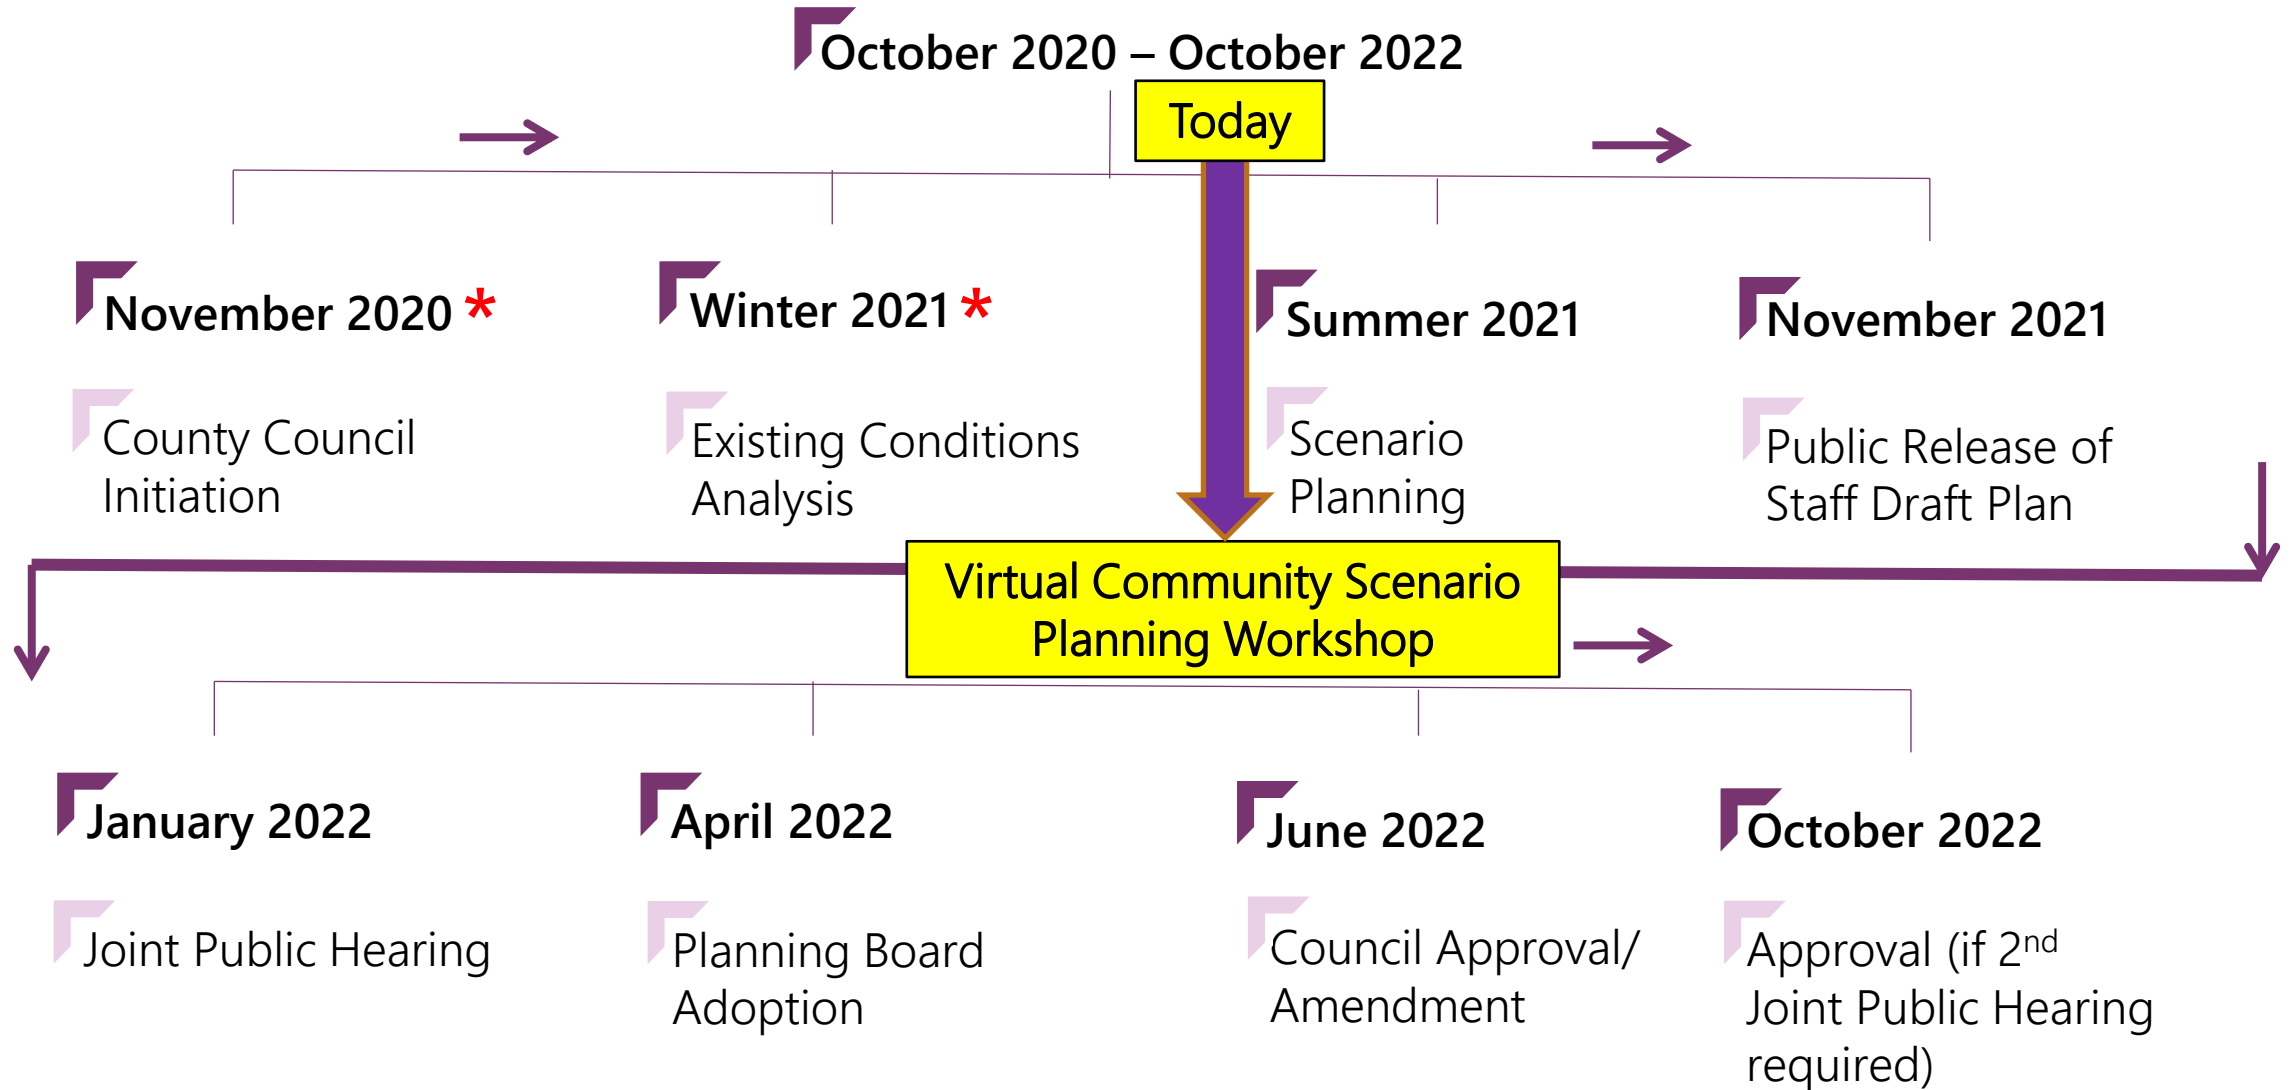 October 2020 – October 2022
Today
November 2020 *
County Council
Initiation
Winter 2021 *
Existing Conditions
Analysis
Summer 2021
Scenario
Planning
November 2021
Public Release of
Staff Draft Plan
Virtual Community Scenario
Planning Workshop
January 2022
Joint Public Hearing
April 2022
Planning Board
Adoption
June 2022
Council Approval/
Amendment
October 2022
Approval (if 2nd
Joint Public Hearing
required)